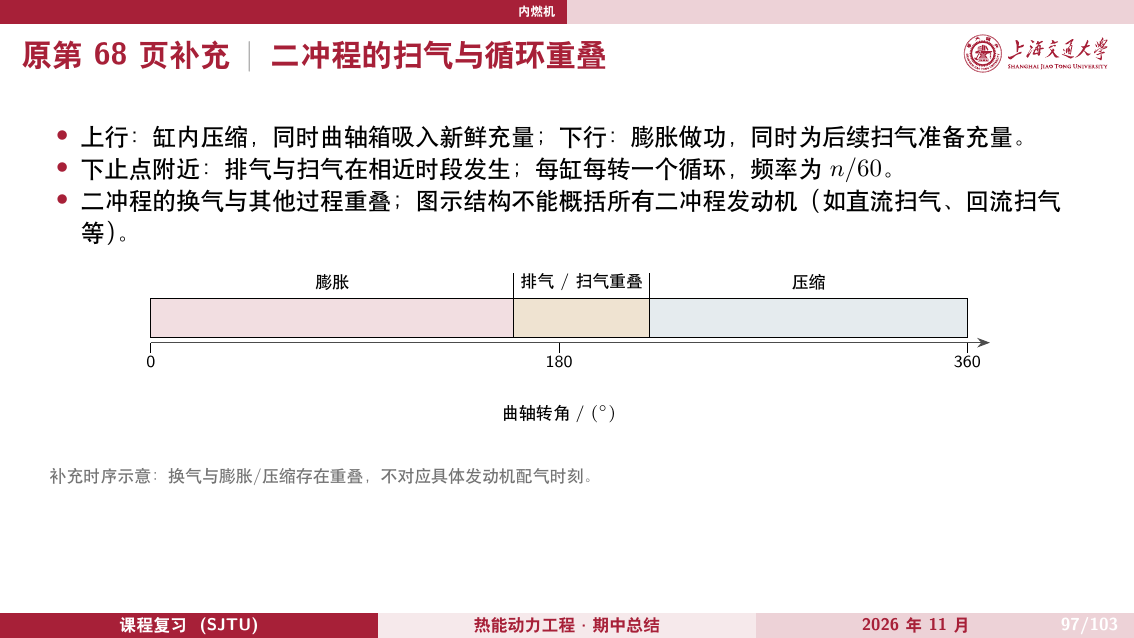 内燃机
原第 68 页补充 | 二冲程的扫气与循环重叠
上海交通大学
SHANGHAI JIAO TONG UNIVERSITY
• 上行：缸内压缩，同时曲轴箱吸入新鲜充量；下行：膨胀做功，同时为后续扫气准备充量。
• 下止点附近：排气与扫气在相近时段发生；每缸每转一个循环，频率为 n/60。
• 二冲程的换气与其他过程重叠；图示结构不能概括所有二冲程发动机（如直流扫气、回流扫气
等）。
膨胀 排气 / 扫气重叠 压缩
0 180 360
曲轴转角 / (°)
补充时序示意：换气与膨胀/压缩存在重叠，不对应具体发动机配气时刻。
课程复习 (SJTU) 热能动力工程 · 期中总结 2026 年 11 月 97/103